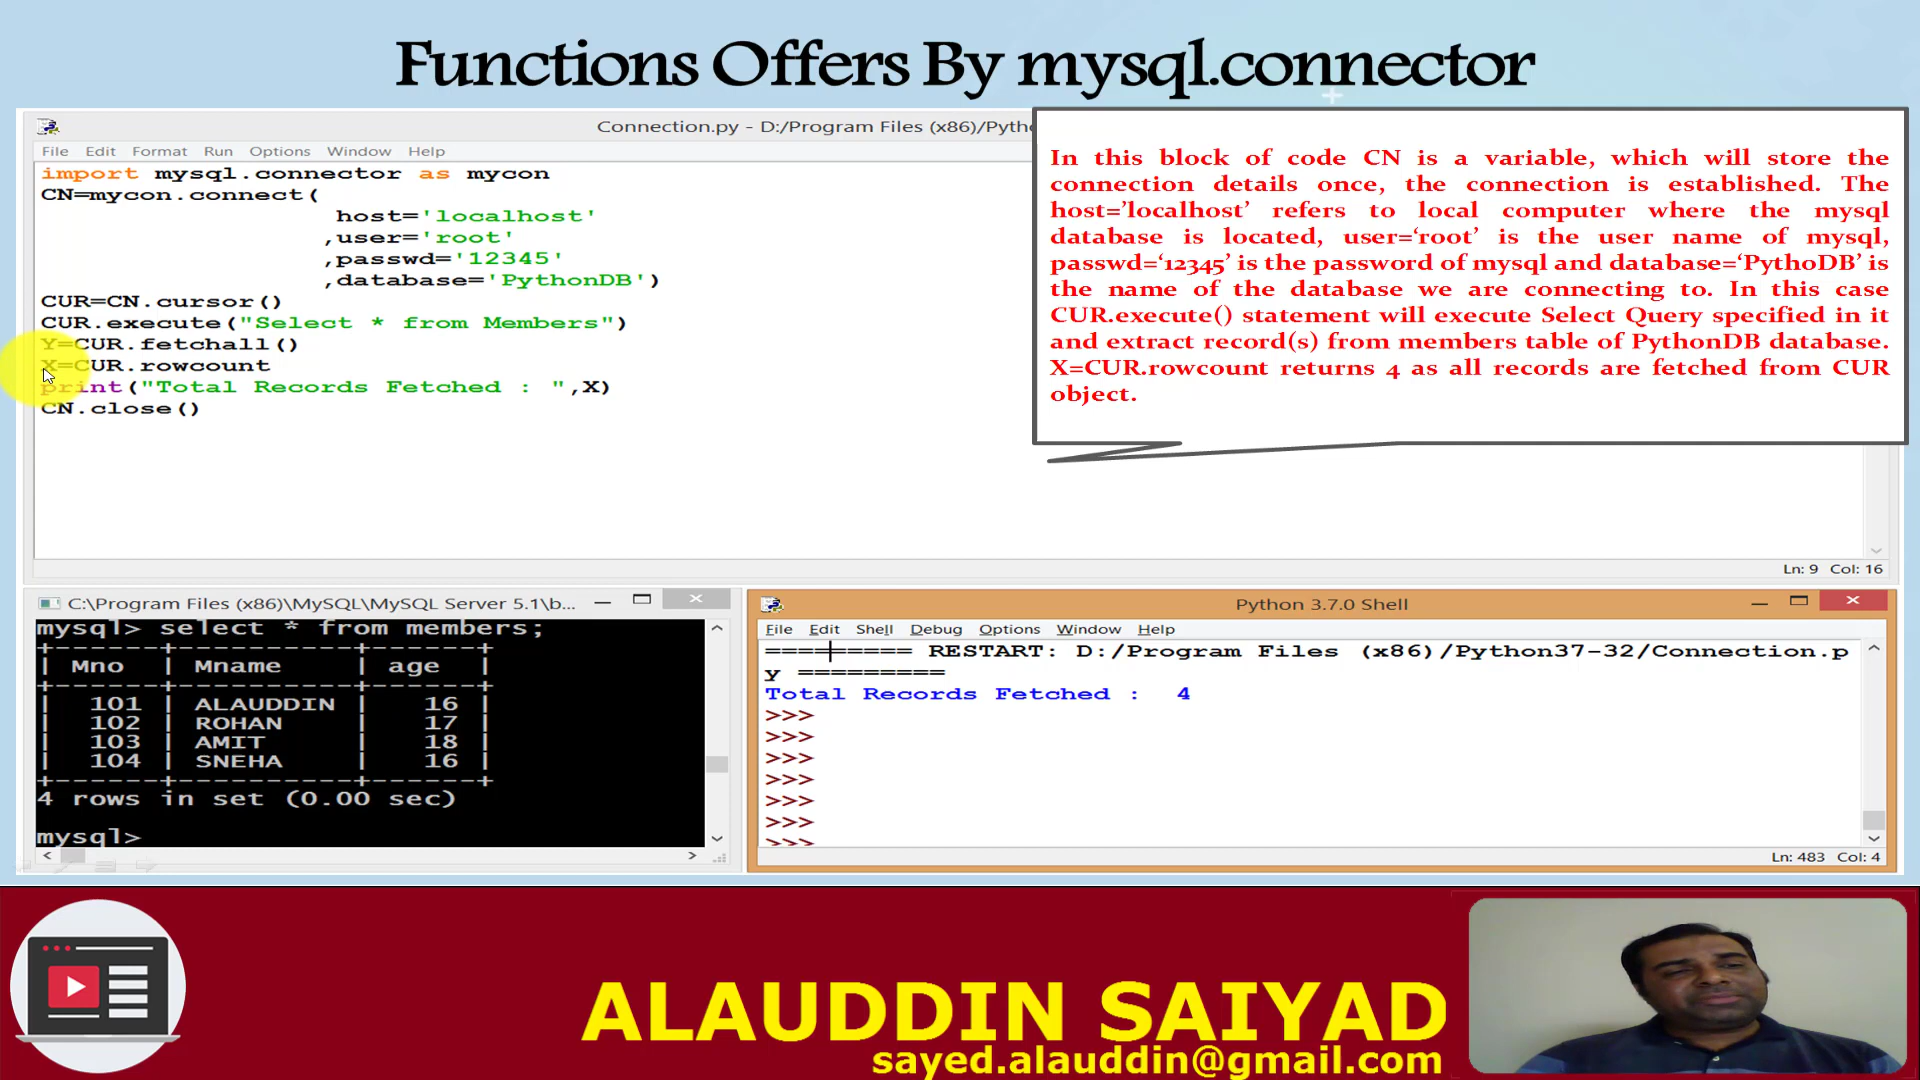 Functions Offers By mysql.connector
Connection.py - D:/Program Files (x86)/Pytho
File Edit Format Run Options Window Help
import mysql.connector as mycon
CN=mycon.connect(
host='localhost'
,user='root'
,passwd='12345'
,database='PythonDB')
CUR=CN.cursor()
CUR.execute("Select * from Members")
Y=CUR.fetchall()
X=CUR.rowcount
print("Total Records Fetched : ",X)
CN.close()
Ln: 9 Col: 16
In this block of code CN is a variable, which will store the
connection details once, the connection is established. The
host=’localhost’ refers to local computer where the mysql
database is located, user=‘root’ is the user name of mysql,
passwd=‘12345’ is the password of mysql and database=‘PythoDB’ is
the name of the database we are connecting to. In this case
CUR.execute() statement will execute Select Query specified in it
and extract record(s) from members table of PythonDB database.
X=CUR.rowcount returns 4 as all records are fetched from CUR
object.
C:\Program Files (x86)\MySQL\MySQL Server 5.1\b...
mysql> select * from members;
+------+----------+------+
| Mno | Mname | age |
+------+----------+------+
| 101 | ALAUDDIN | 16 |
| 102 | ROHAN | 17 |
| 103 | AMIT | 18 |
| 104 | SNEHA | 16 |
+------+----------+------+
4 rows in set (0.00 sec)
mysql>
Python 3.7.0 Shell
File Edit Shell Debug Options Window Help
========= RESTART: D:/Program Files (x86)/Python37-32/Connection.p
y =========
Total Records Fetched : 4
>>>
>>>
>>>
>>>
>>>
>>>
>>>
Ln: 483 Col: 4
ALAUDDIN SAIYAD
sayed.alauddin@gmail.com